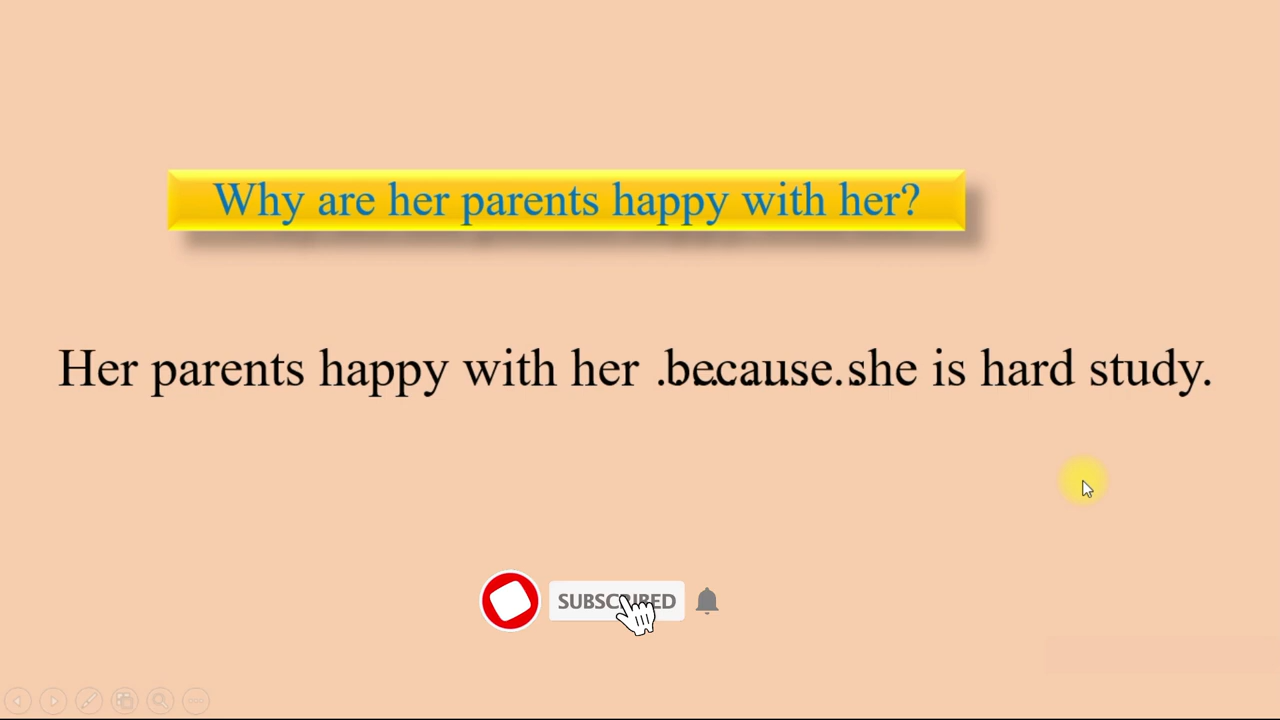 Why are her parents happy with her?
Her parents happy with her .because. she is hard study.
SUBSCRIBED